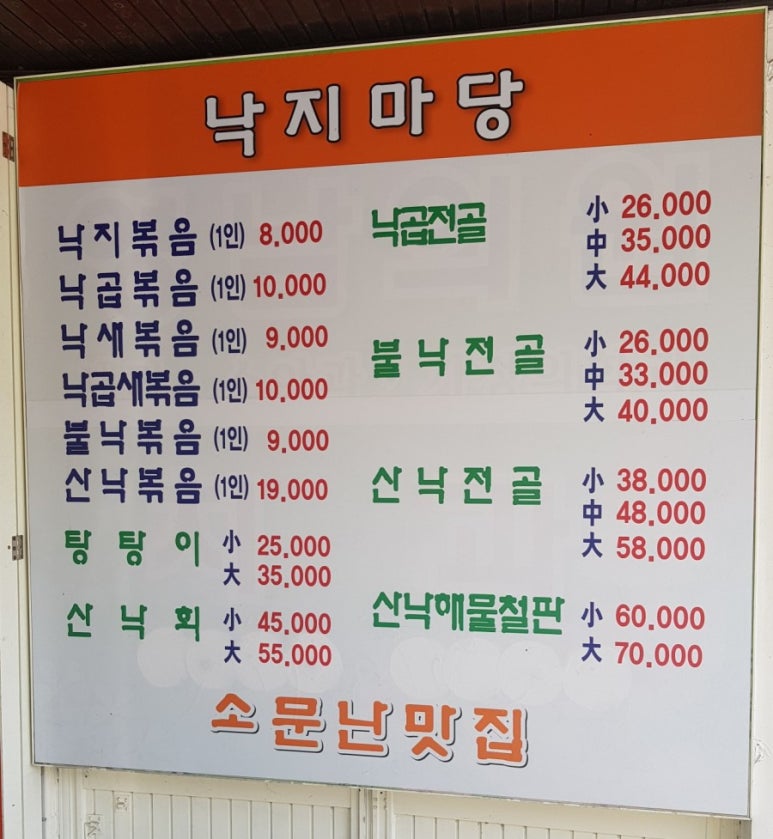 낙지마당
낙지볶음 (1인) 8.000
낙곱볶음 (1인) 10.000
낙새볶음 (1인) 9.000
낙곱새볶음 (1인) 10.000
불낙볶음 (1인) 9.000
산낙볶음 (1인) 19.000
탕탕이 小 25.000
大 35.000
산낙회 小 45.000
大 55.000
낙곱전골 小 26.000
中 35.000
大 44.000
불낙전골 小 26.000
中 33.000
大 40.000
산낙전골 小 38.000
中 48.000
大 58.000
산낙해물철판 小 60.000
大 70.000
소문난맛집